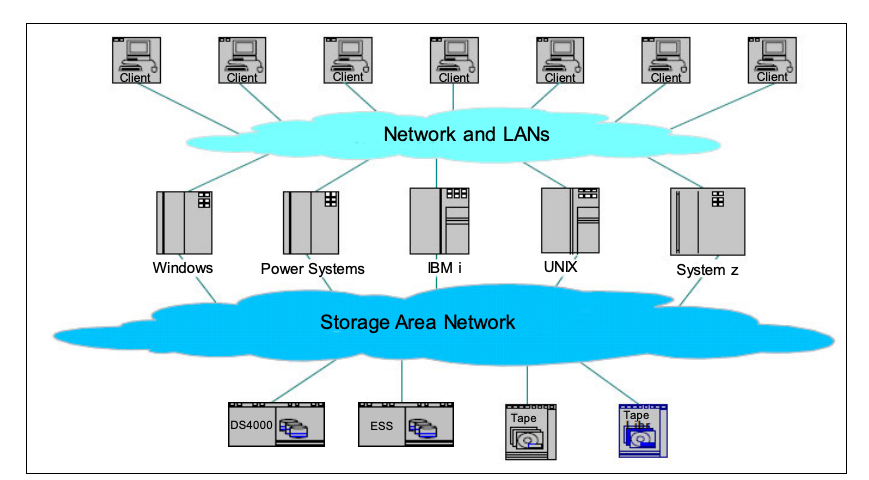 Client
Client
Client
Client
Client
Client
Client
Network and LANs
Windows
Power Systems
IBM i
UNIX
System z
Storage Area Network
DS4000
ESS
Tape
Tape
Libr